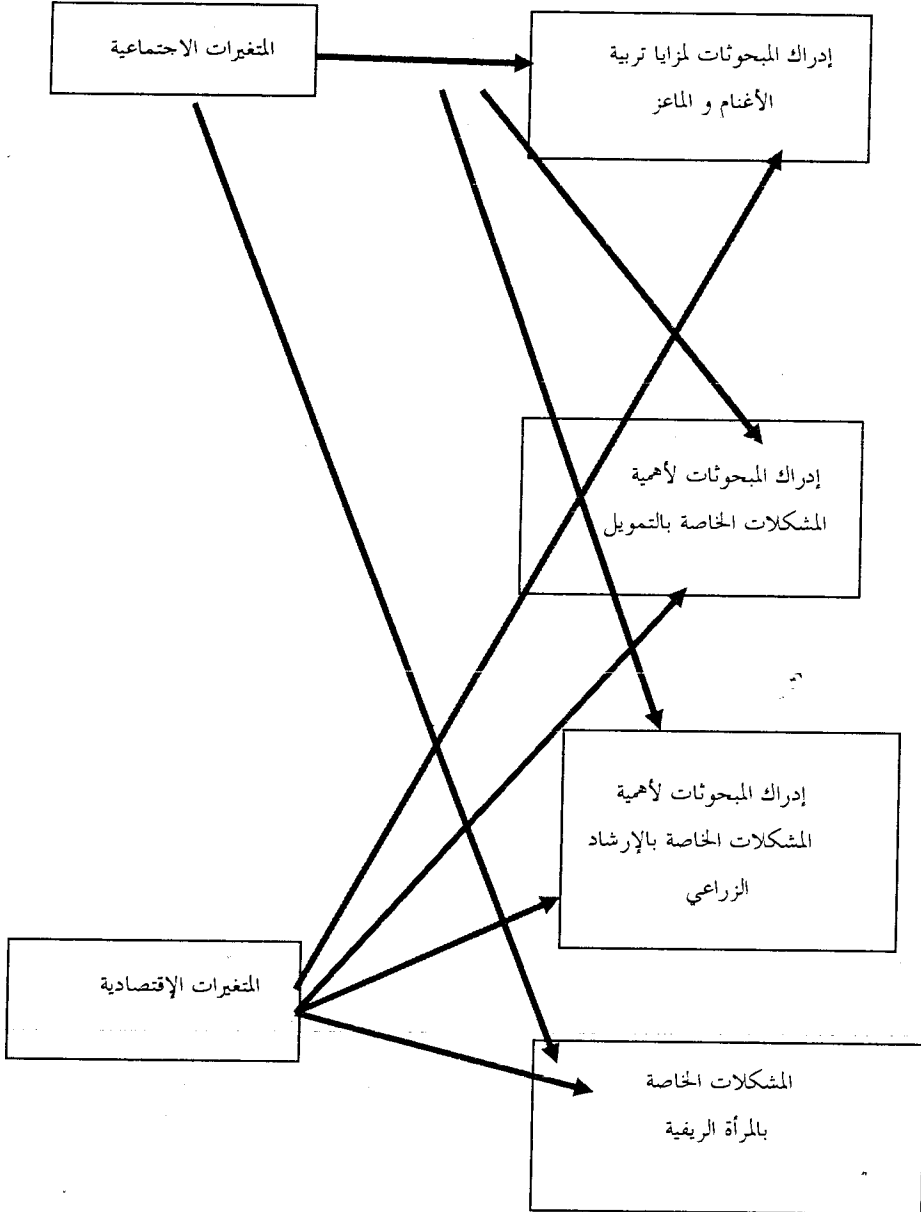 المتغيرات الاجتماعية
إدراك المبحوثات لمزايا تربية
الأغنام و الماعز
إدراك المبحوثات لأهمية
المشكلات الخاصة بالتمويل
إدراك المبحوثات لأهمية
المشكلات الخاصة بالإرشاد
الزراعي
المتغيرات الإقتصادية
المشكلات الخاصة
بالمرأة الريفية